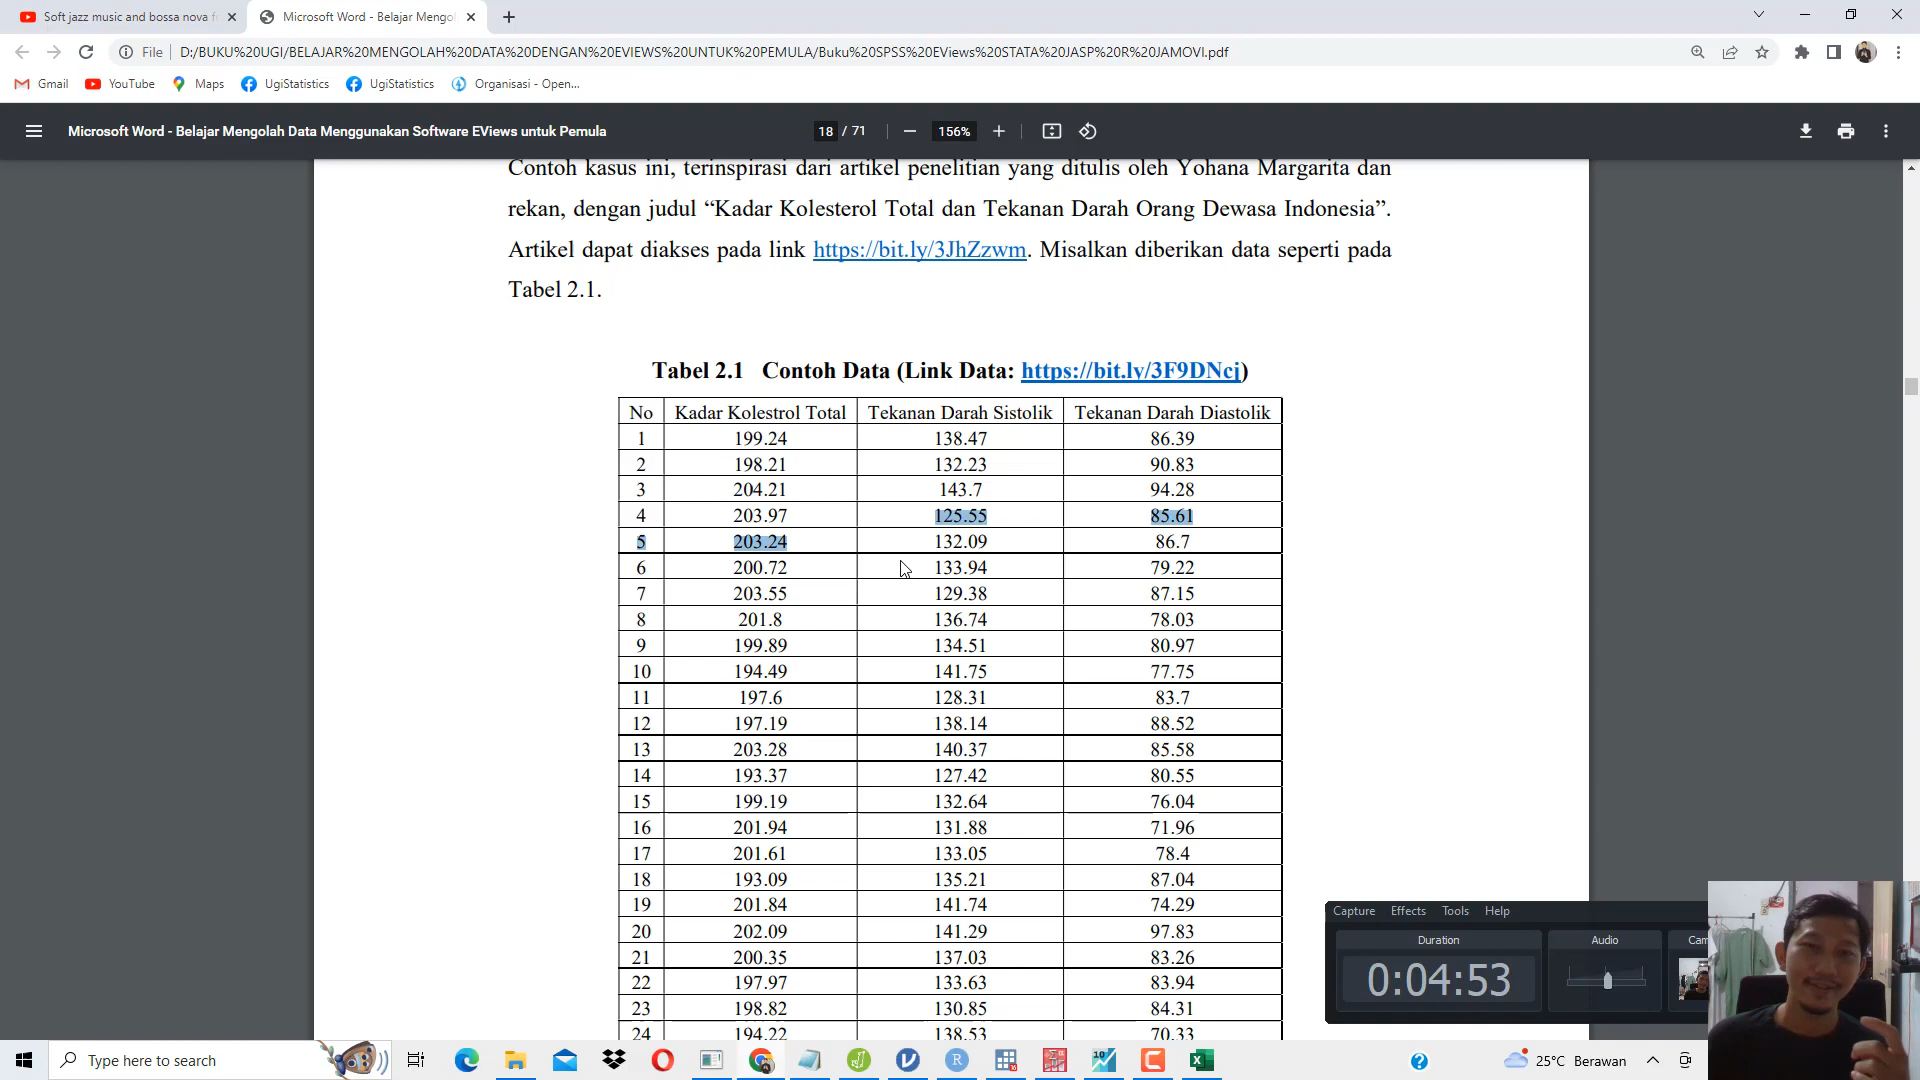 Soft jazz music and bossa nova f
Microsoft Word - Belajar Mengol
File
D:/BUKU%20UGI/BELAJAR%20MENGOLAH%20DATA%20DENGAN%20EVIEWS%20UNTUK%20PEMULA/Buku%20SPSS%20EViews%20STATA%20JASP%20R%20JAMOVI.pdf
Gmail YouTube Maps UgiStatistics UgiStatistics Organisasi - Open...
Microsoft Word - Belajar Mengolah Data Menggunakan Software EViews untuk Pemula 18 / 71 156%
Contoh kasus ini, terinspirasi dari artikel penelitian yang ditulis oleh Yohana Margarita dan
rekan, dengan judul “Kadar Kolesterol Total dan Tekanan Darah Orang Dewasa Indonesia”.
Artikel dapat diakses pada link https://bit.ly/3JhZzwm. Misalkan diberikan data seperti pada
Tabel 2.1.
Tabel 2.1 Contoh Data (Link Data: https://bit.ly/3F9DNcj)
No Kadar Kolestrol Total Tekanan Darah Sistolik Tekanan Darah Diastolik
1 199.24 138.47 86.39
2 198.21 132.23 90.83
3 204.21 143.7 94.28
4 203.97 125.55 85.61
5 203.24 132.09 86.7
6 200.72 133.94 79.22
7 203.55 129.38 87.15
8 201.8 136.74 78.03
9 199.89 134.51 80.97
10 194.49 141.75 77.75
11 197.6 128.31 83.7
12 197.19 138.14 88.52
13 203.28 140.37 85.58
14 193.37 127.42 80.55
15 199.19 132.64 76.04
16 201.94 131.88 71.96
17 201.61 133.05 78.4
18 193.09 135.21 87.04
19 201.84 141.74 74.29
20 202.09 141.29 97.83
21 200.35 137.03 83.26
22 197.97 133.63 83.94
23 198.82 130.85 84.31
24 194.22 138.53 70.33
Capture Effects Tools Help
Duration Audio Cam
0:04:53
Type here to search
25°C Berawan